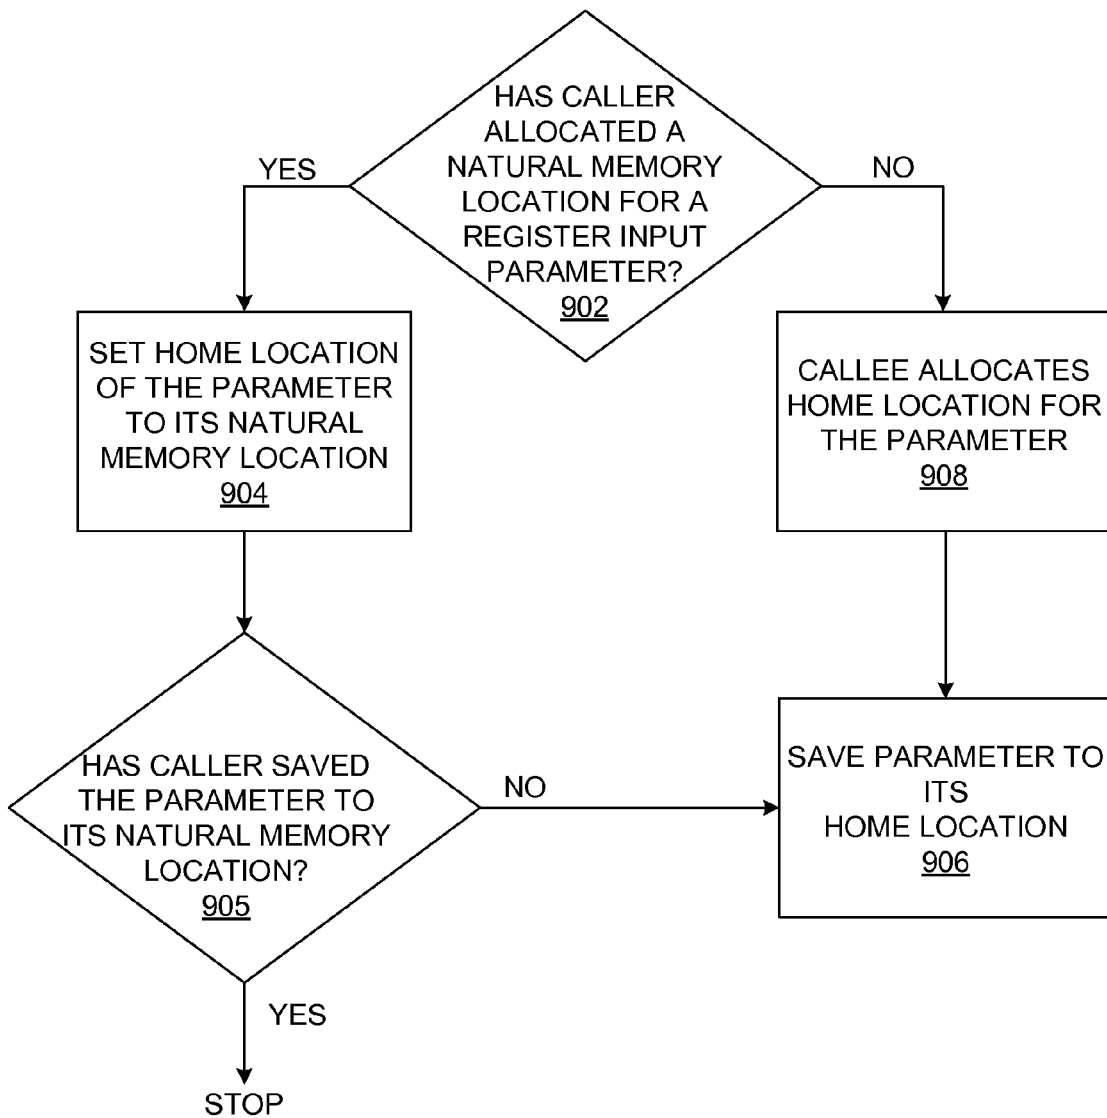 HAS CALLER
ALLOCATED A
NATURAL MEMORY
LOCATION FOR A
REGISTER INPUT
PARAMETER?
902
YES
NO
SET HOME LOCATION
OF THE PARAMETER
TO ITS NATURAL
MEMORY LOCATION
904
CALLEE ALLOCATES
HOME LOCATION FOR
THE PARAMETER
908
HAS CALLER SAVED
THE PARAMETER TO
ITS NATURAL MEMORY
LOCATION?
905
NO
SAVE PARAMETER TO
ITS
HOME LOCATION
906
YES
STOP